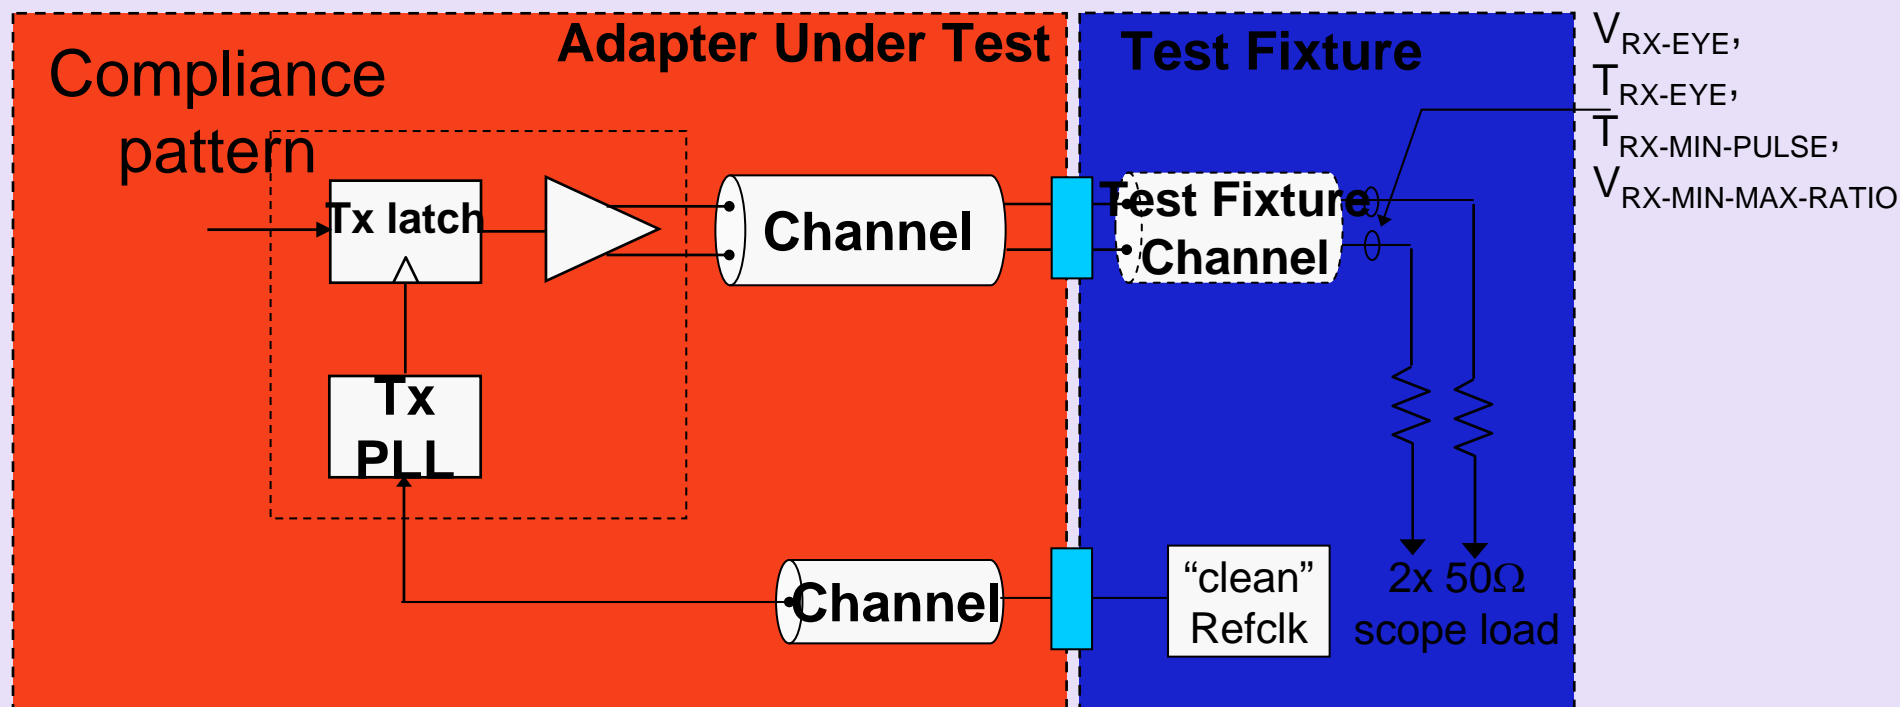 Adapter Under Test
Compliance
pattern
Tx latch
Channel
Tx
PLL
Channel
Test Fixture
Test Fixture
Channel
“clean”
Refclk
2x 50Ω
scope load
VRX-EYE,
TRX-EYE,
TRX-MIN-PULSE,
VRX-MIN-MAX-RATIO